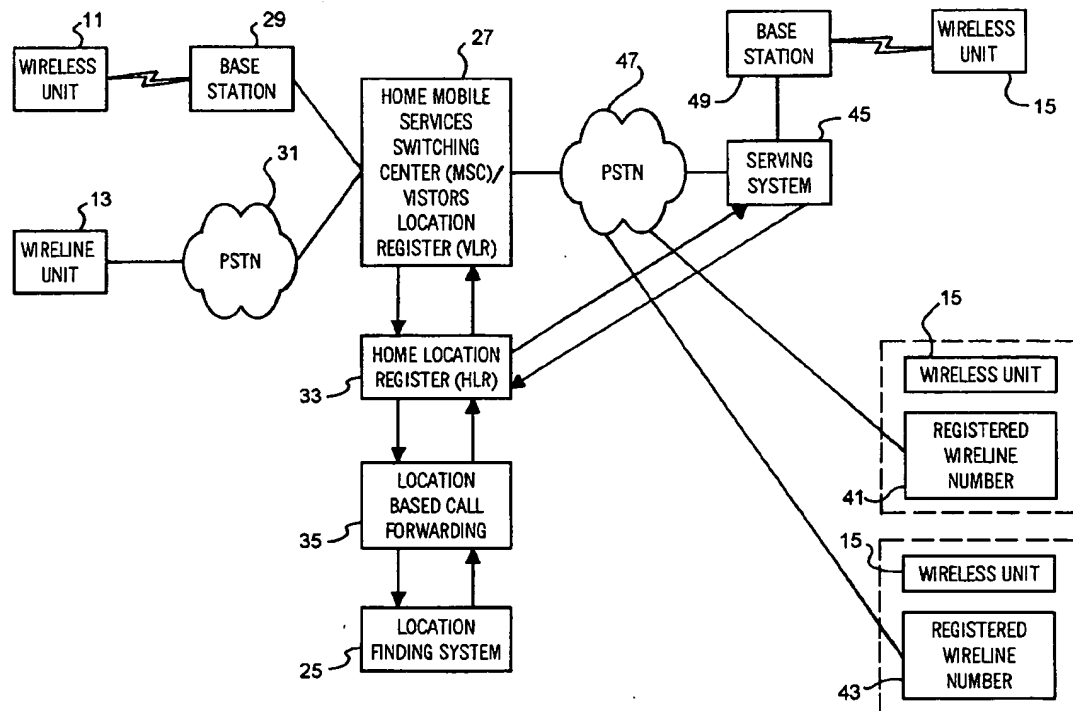 11
WIRELESS
UNIT
29
BASE
STATION
27
HOME MOBILE
SERVICES
SWITCHING
CENTER (MSC)/
VISTORS
LOCATION
REGISTER (VLR)
47
PSTN
BASE
STATION
49
WIRELESS
UNIT
15
45
SERVING
SYSTEM
13
WIRELINE
UNIT
31
PSTN
HOME LOCATION
REGISTER (HLR)
33
LOCATION
BASED CALL
FORWARDING
35
LOCATION
FINDING SYSTEM
25
15
WIRELESS UNIT
REGISTERED
WIRELINE
NUMBER
41
15
WIRELESS UNIT
REGISTERED
WIRELINE
NUMBER
43